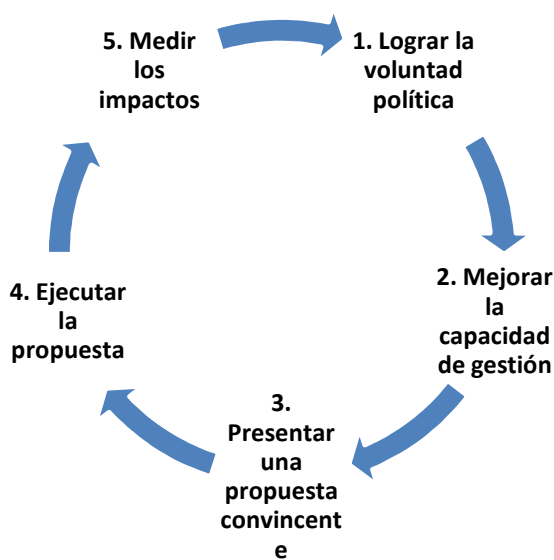 1. Lograr la
voluntad
política
2. Mejorar
la
capacidad
de gestión
3.
Presentar
una
propuesta
convincent
e
4. Ejecutar
la
propuesta
5. Medir
los
impactos